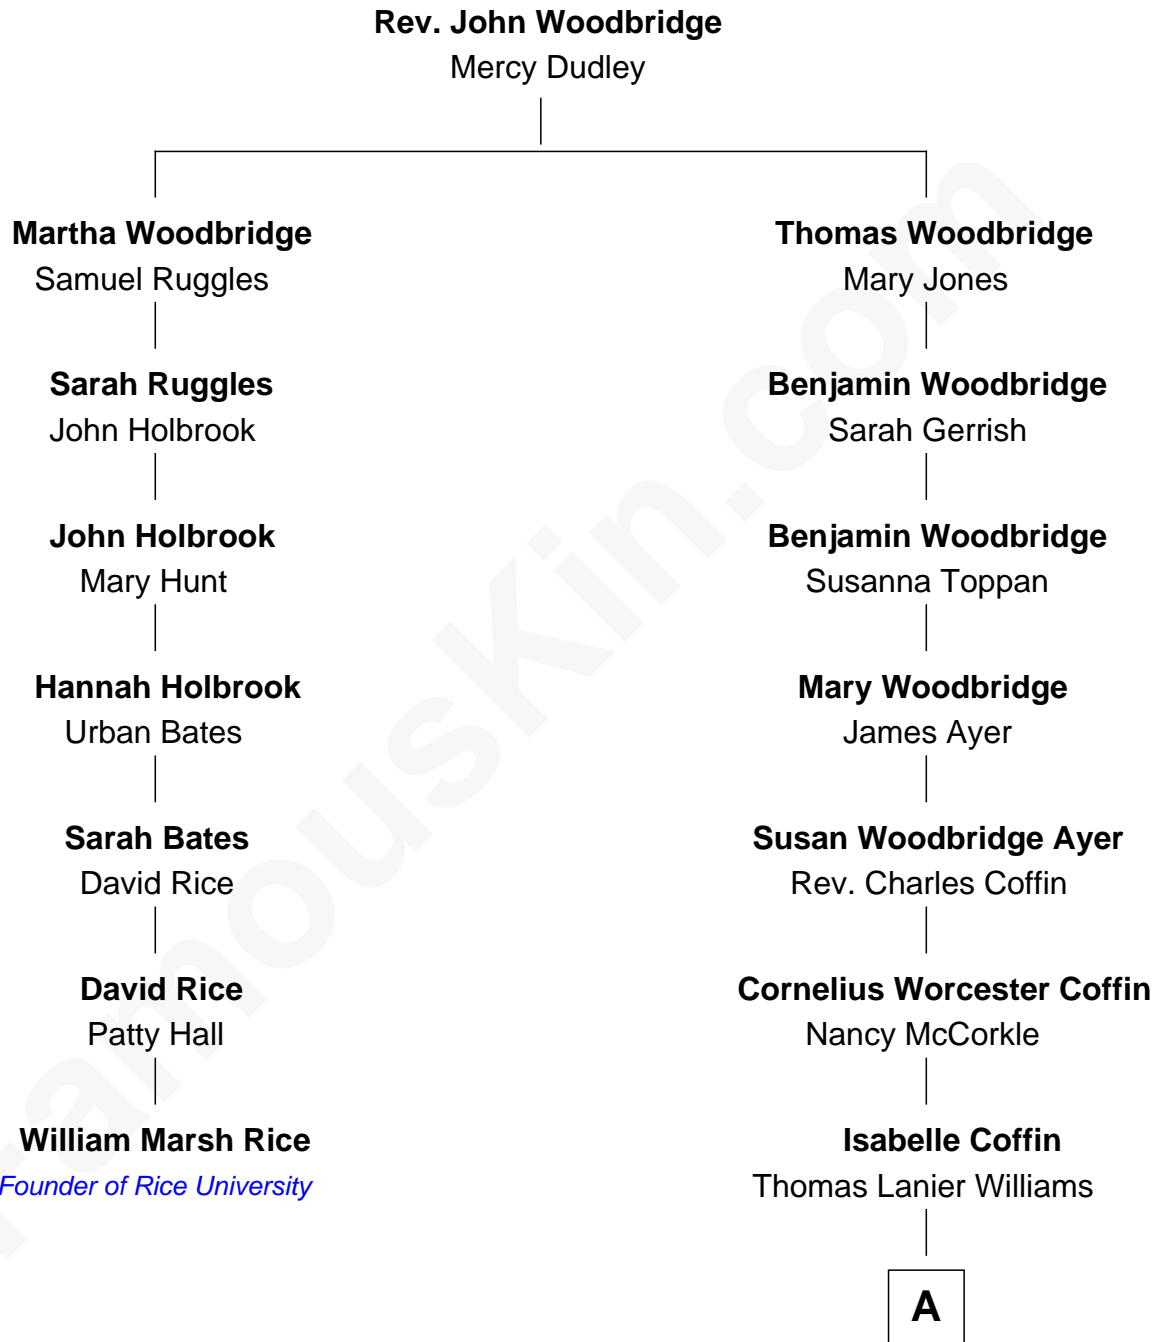 Rev. John Woodbridge
Mercy Dudley
Martha Woodbridge
Samuel Ruggles
Thomas Woodbridge
Mary Jones
Sarah Ruggles
John Holbrook
Benjamin Woodbridge
Sarah Gerrish
John Holbrook
Mary Hunt
Benjamin Woodbridge
Susanna Toppan
Hannah Holbrook
Urban Bates
Mary Woodbridge
James Ayer
Sarah Bates
David Rice
Susan Woodbridge Ayer
Rev. Charles Coffin
David Rice
Patty Hall
Cornelius Worcester Coffin
Nancy McCorkle
William Marsh Rice
Founder of Rice University
Isabelle Coffin
Thomas Lanier Williams
A
FamousKin.com